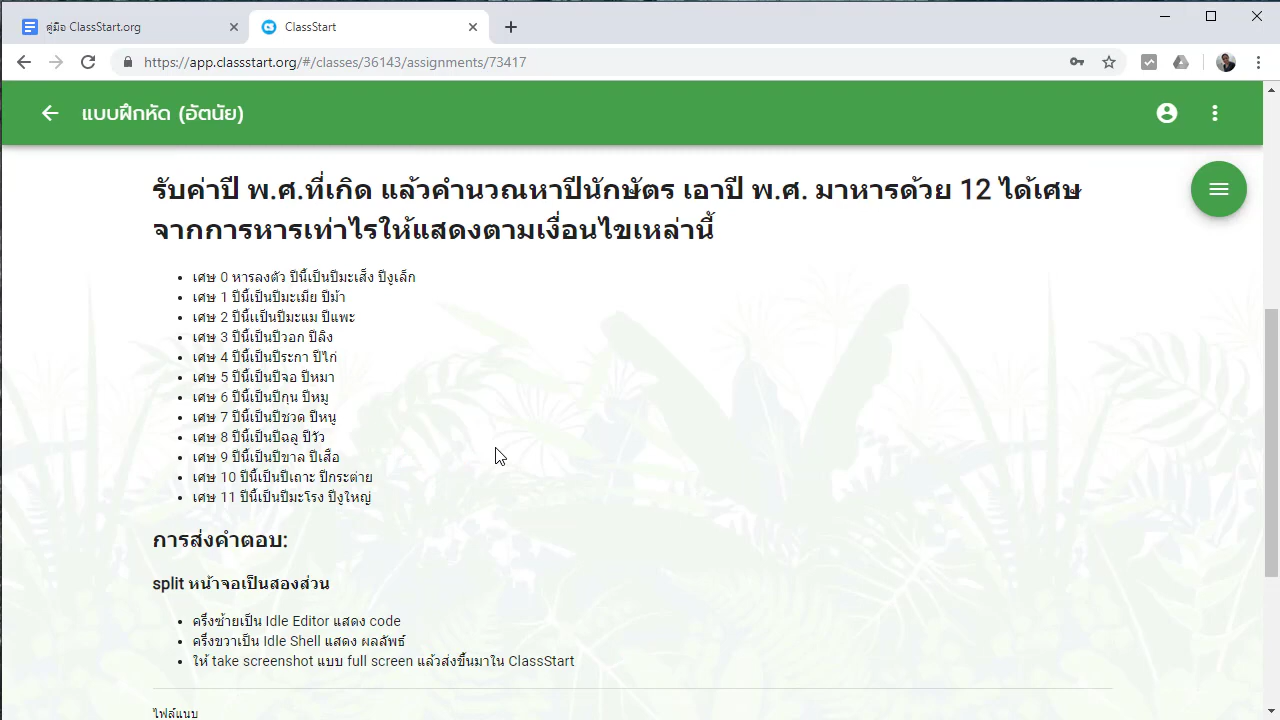 คู่มือ ClassStart.org
ClassStart
https://app.classstart.org/#/classes/36143/assignments/73417
แบบฝึกหัด (อัตนัย)
รับค่าปี พ.ศ.ที่เกิด แล้วคำนวณหาปีนักษัตร เอาปี พ.ศ. มาหารด้วย 12 ได้เศษ
จากการหารเท่าไรให้แสดงตามเงื่อนไขเหล่านี้
เศษ 0 หารลงตัว ปีนี้เป็นปีมะเส็ง ปีงูเล็ก
เศษ 1 ปีนี้เป็นปีมะเมีย ปีม้า
เศษ 2 ปีนี้เเป็นปีมะแม ปีแพะ
เศษ 3 ปีนี้เป็นปีวอก ปีลิง
เศษ 4 ปีนี้เป็นปีระกา ปีไก่
เศษ 5 ปีนี้เป็นปีจอ ปีหมา
เศษ 6 ปีนี้เป็นปีกุน ปีหมู
เศษ 7 ปีนี้เป็นปีชวด ปีหนู
เศษ 8 ปีนี้เป็นปีฉลู ปีวัว
เศษ 9 ปีนี้เป็นปีขาล ปีเสือ
เศษ 10 ปีนี้เป็นปีเถาะ ปีกระต่าย
เศษ 11 ปีนี้เป็นปีมะโรง ปีงูใหญ่
การส่งคำตอบ:
split หน้าจอเป็นสองส่วน
ครึ่งซ้ายเป็น Idle Editor แสดง code
ครึ่งขวาเป็น Idle Shell แสดง ผลลัพธ์
ให้ take screenshot แบบ full screen แล้วส่งขึ้นมาใน ClassStart
ไฟล์แนบ